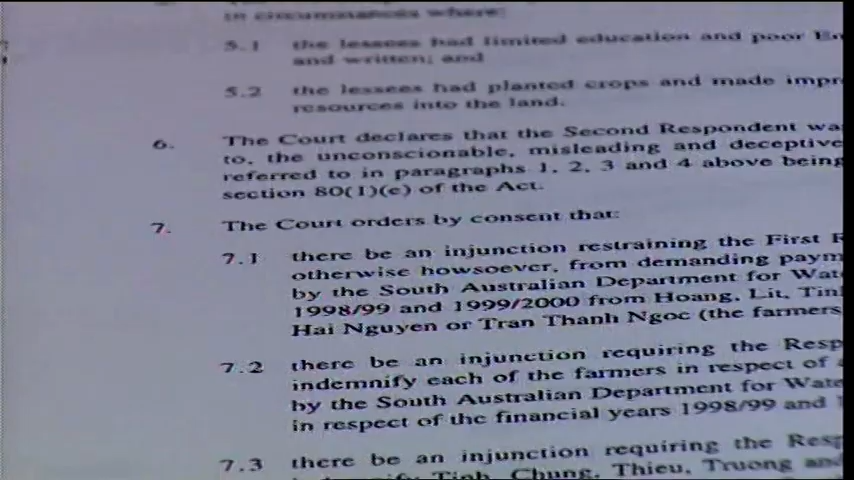 in circumstances where:
5.1 the lessees had limited education and poor En
and written; and
5.2 the lessees had planted crops and made impr
resources into the land.
6. The Court declares that the Second Respondent wa
to, the unconscionable, misleading and deceptive
referred to in paragraphs 1, 2, 3 and 4 above being
section 80(1)(e) of the Act.
7. The Court orders by consent that:
7.1 there be an injunction restraining the First R
otherwise howsoever, from demanding paym
by the South Australian Department for Wate
1998/99 and 1999/2000 from Hoang, Lit, Tinh
Hai Nguyen or Tran Thanh Ngoc (the farmers
7.2 there be an injunction requiring the Resp
indemnify each of the farmers in respect of
by the South Australian Department for Wate
in respect of the financial years 1998/99 and 1
7.3 there be an injunction requiring the Resp
indemnify Tinh, Chung, Thieu, Truong and